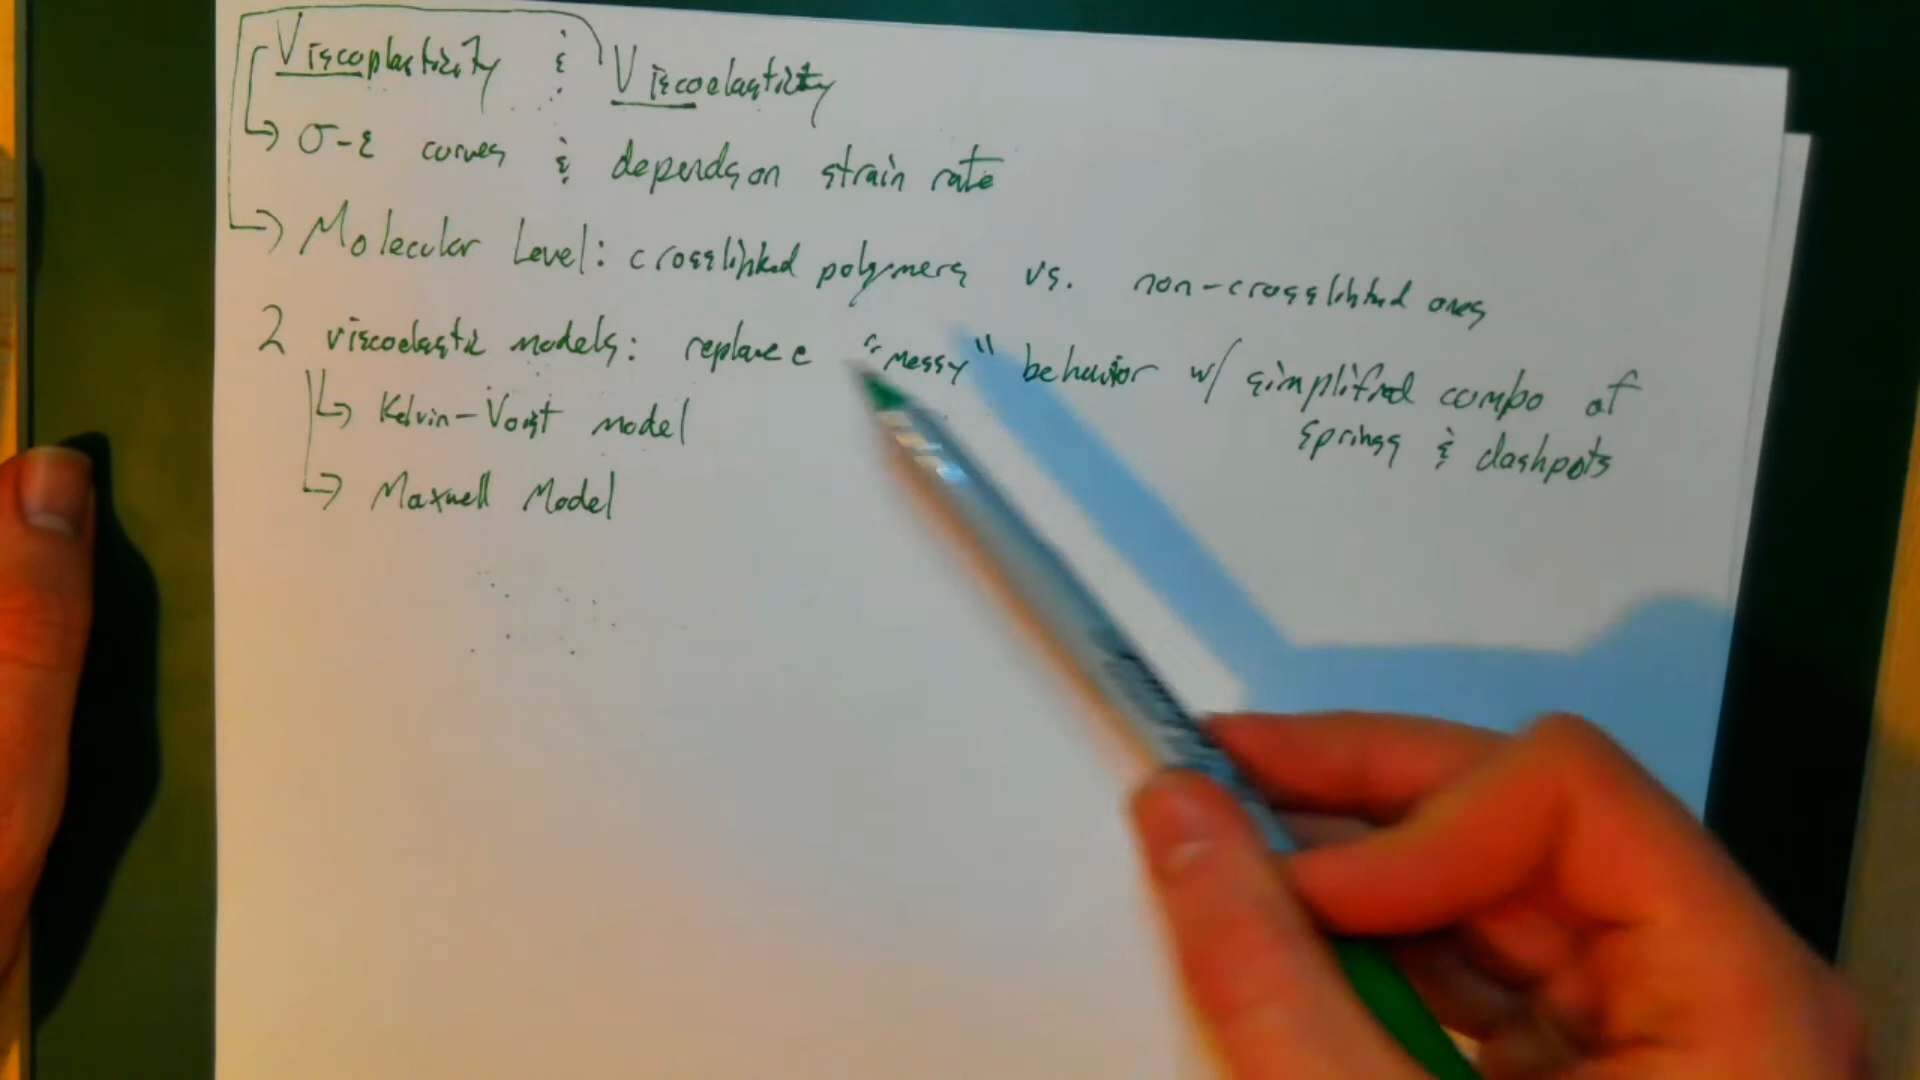 Viscoplasticity & Viscoelasticity
σ-ε curves & depends on strain rate
Molecular Level: crosslinked polymers vs. non-crosslinked ones
2 viscoelastic models: replace "messy" behavior w/ simplified combo of
springs & dashpots
Kelvin-Voigt model
Maxwell Model